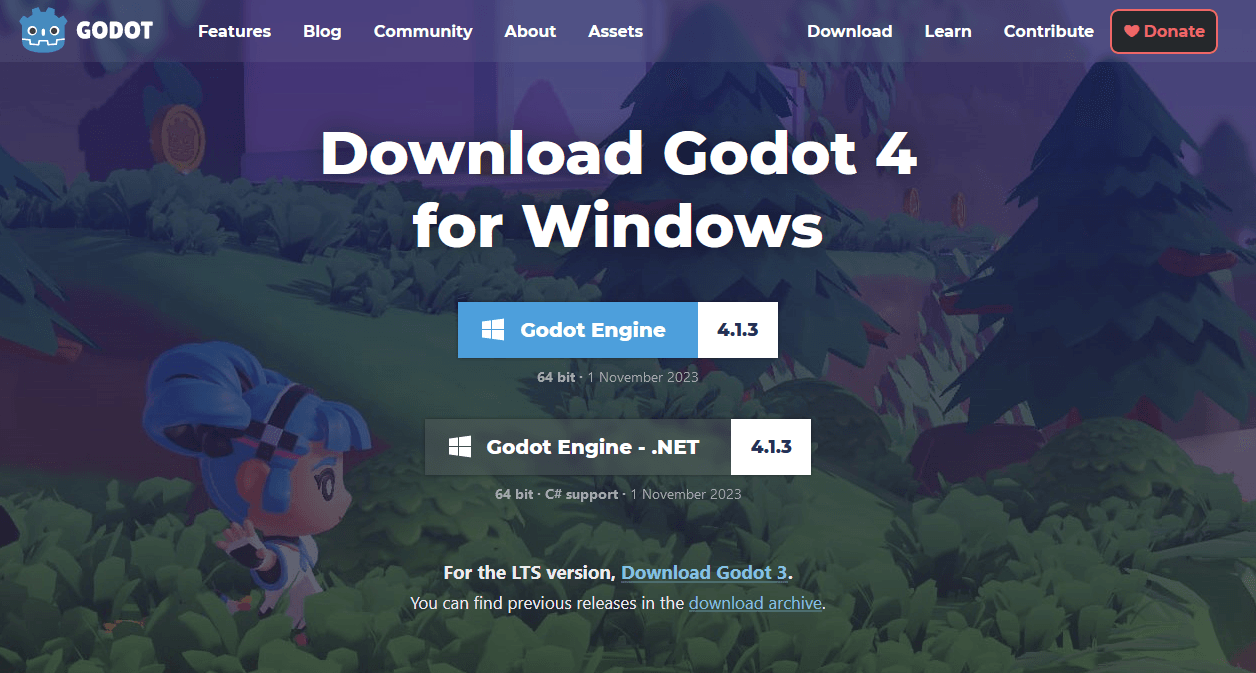 GODOT Features Blog Community About Assets Download Learn Contribute Donate
Download Godot 4
for Windows
Godot Engine 4.1.3
64 bit · 1 November 2023
Godot Engine - .NET 4.1.3
64 bit · C# support · 1 November 2023
For the LTS version, Download Godot 3.
You can find previous releases in the download archive.